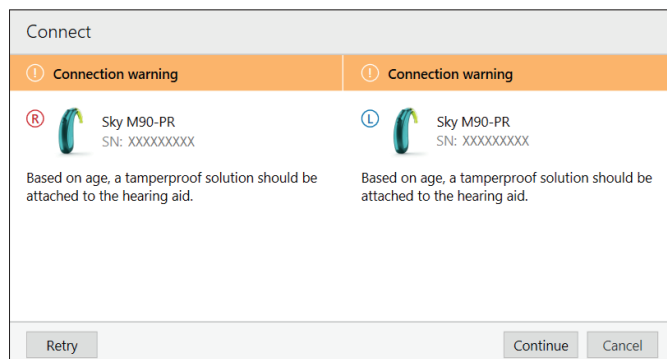 Connect
Connection warning
R
Sky M90-PR
SN: XXXXXXXXX
Based on age, a tamperproof solution should be
attached to the hearing aid.
Connection warning
L
Sky M90-PR
SN: XXXXXXXXX
Based on age, a tamperproof solution should be
attached to the hearing aid.
Retry
Continue
Cancel